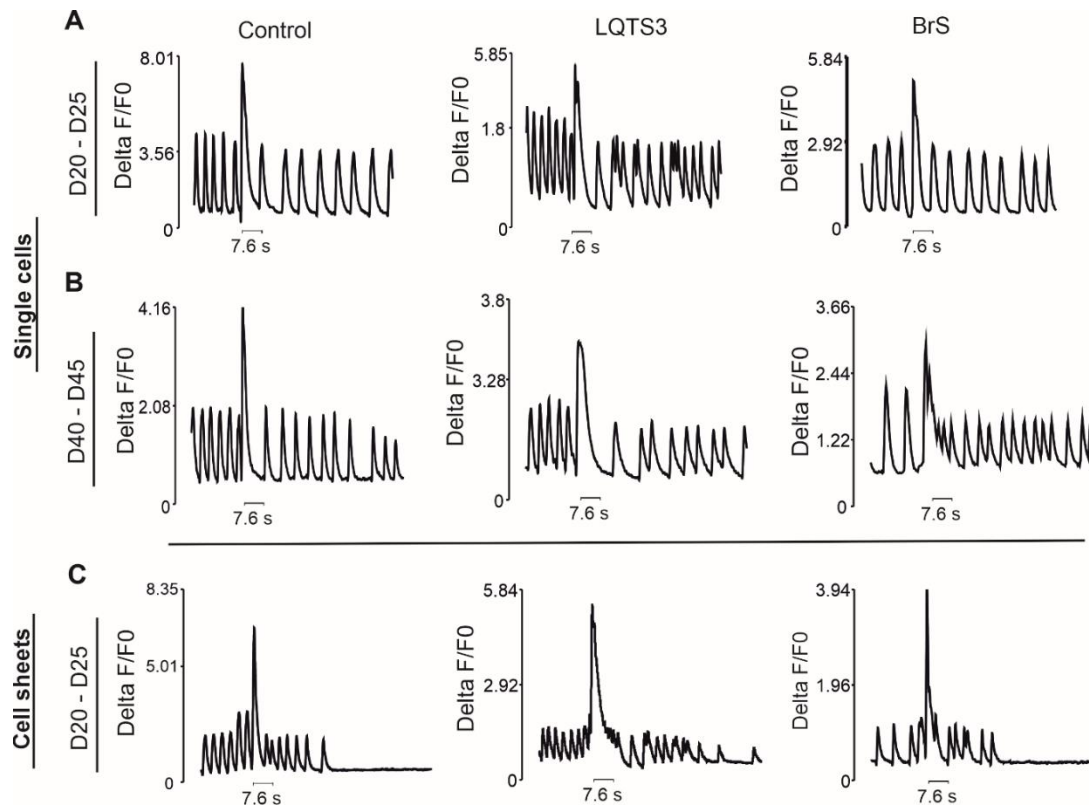 A
Control
LQTS3
BrS
Single cells
D20 - D25
Delta F/F0
8.01
3.56
0
7.6 s
Delta F/F0
5.85
1.8
0
7.6 s
Delta F/F0
5.84
2.92
0
7.6 s
B
D40 - D45
Delta F/F0
4.16
2.08
0
7.6 s
Delta F/F0
3.8
3.28
0
7.6 s
Delta F/F0
3.66
2.44
1.22
0
7.6 s
C
Cell sheets
D20 - D25
Delta F/F0
8.35
5.01
0
7.6 s
Delta F/F0
5.84
2.92
0
7.6 s
Delta F/F0
3.94
1.96
0
7.6 s